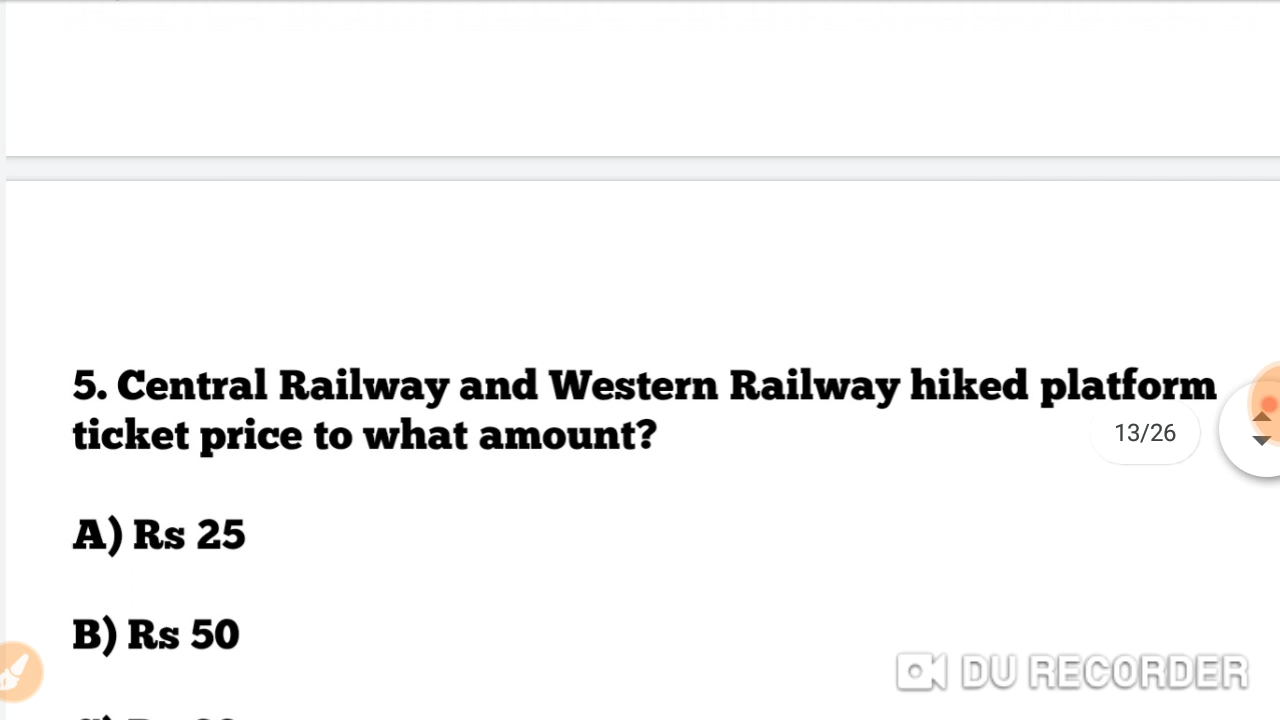 5. Central Railway and Western Railway hiked platform
ticket price to what amount?
13/26
A) Rs 25
B) Rs 50
DU RECORDER